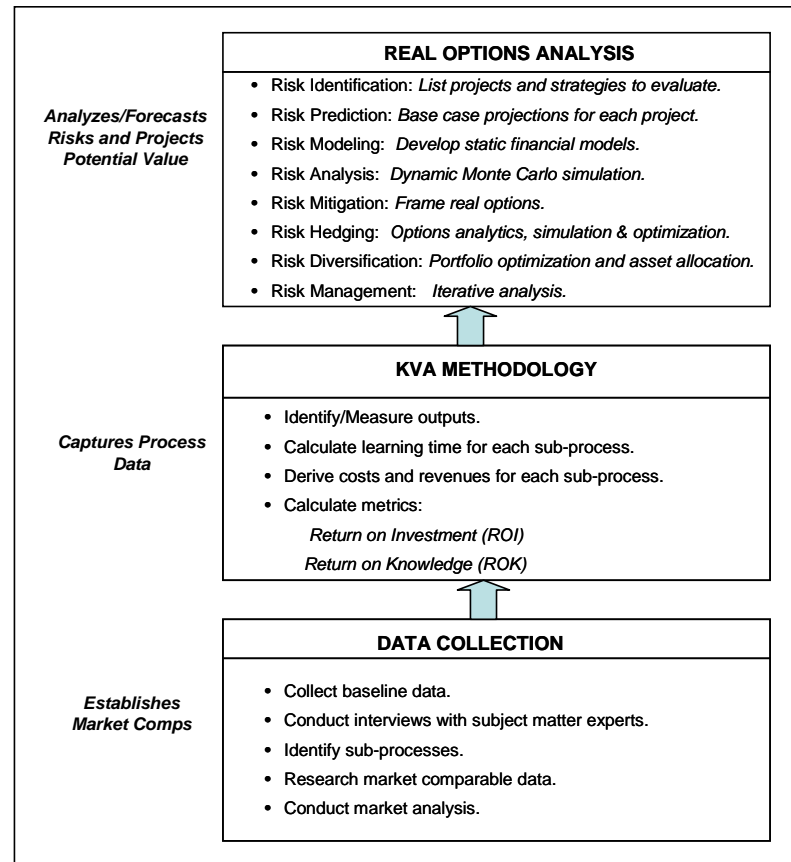 REAL OPTIONS ANALYSIS
Analyzes/Forecasts
Risks and Projects
Potential Value
• Risk Identification: List projects and strategies to evaluate.
• Risk Prediction: Base case projections for each project.
• Risk Modeling: Develop static financial models.
• Risk Analysis: Dynamic Monte Carlo simulation.
• Risk Mitigation: Frame real options.
• Risk Hedging: Options analytics, simulation & optimization.
• Risk Diversification: Portfolio optimization and asset allocation.
• Risk Management: Iterative analysis.
KVA METHODOLOGY
Captures Process
Data
• Identify/Measure outputs.
• Calculate learning time for each sub-process.
• Derive costs and revenues for each sub-process.
• Calculate metrics:
Return on Investment (ROI)
Return on Knowledge (ROK)
DATA COLLECTION
Establishes
Market Comps
• Collect baseline data.
• Conduct interviews with subject matter experts.
• Identify sub-processes.
• Research market comparable data.
• Conduct market analysis.